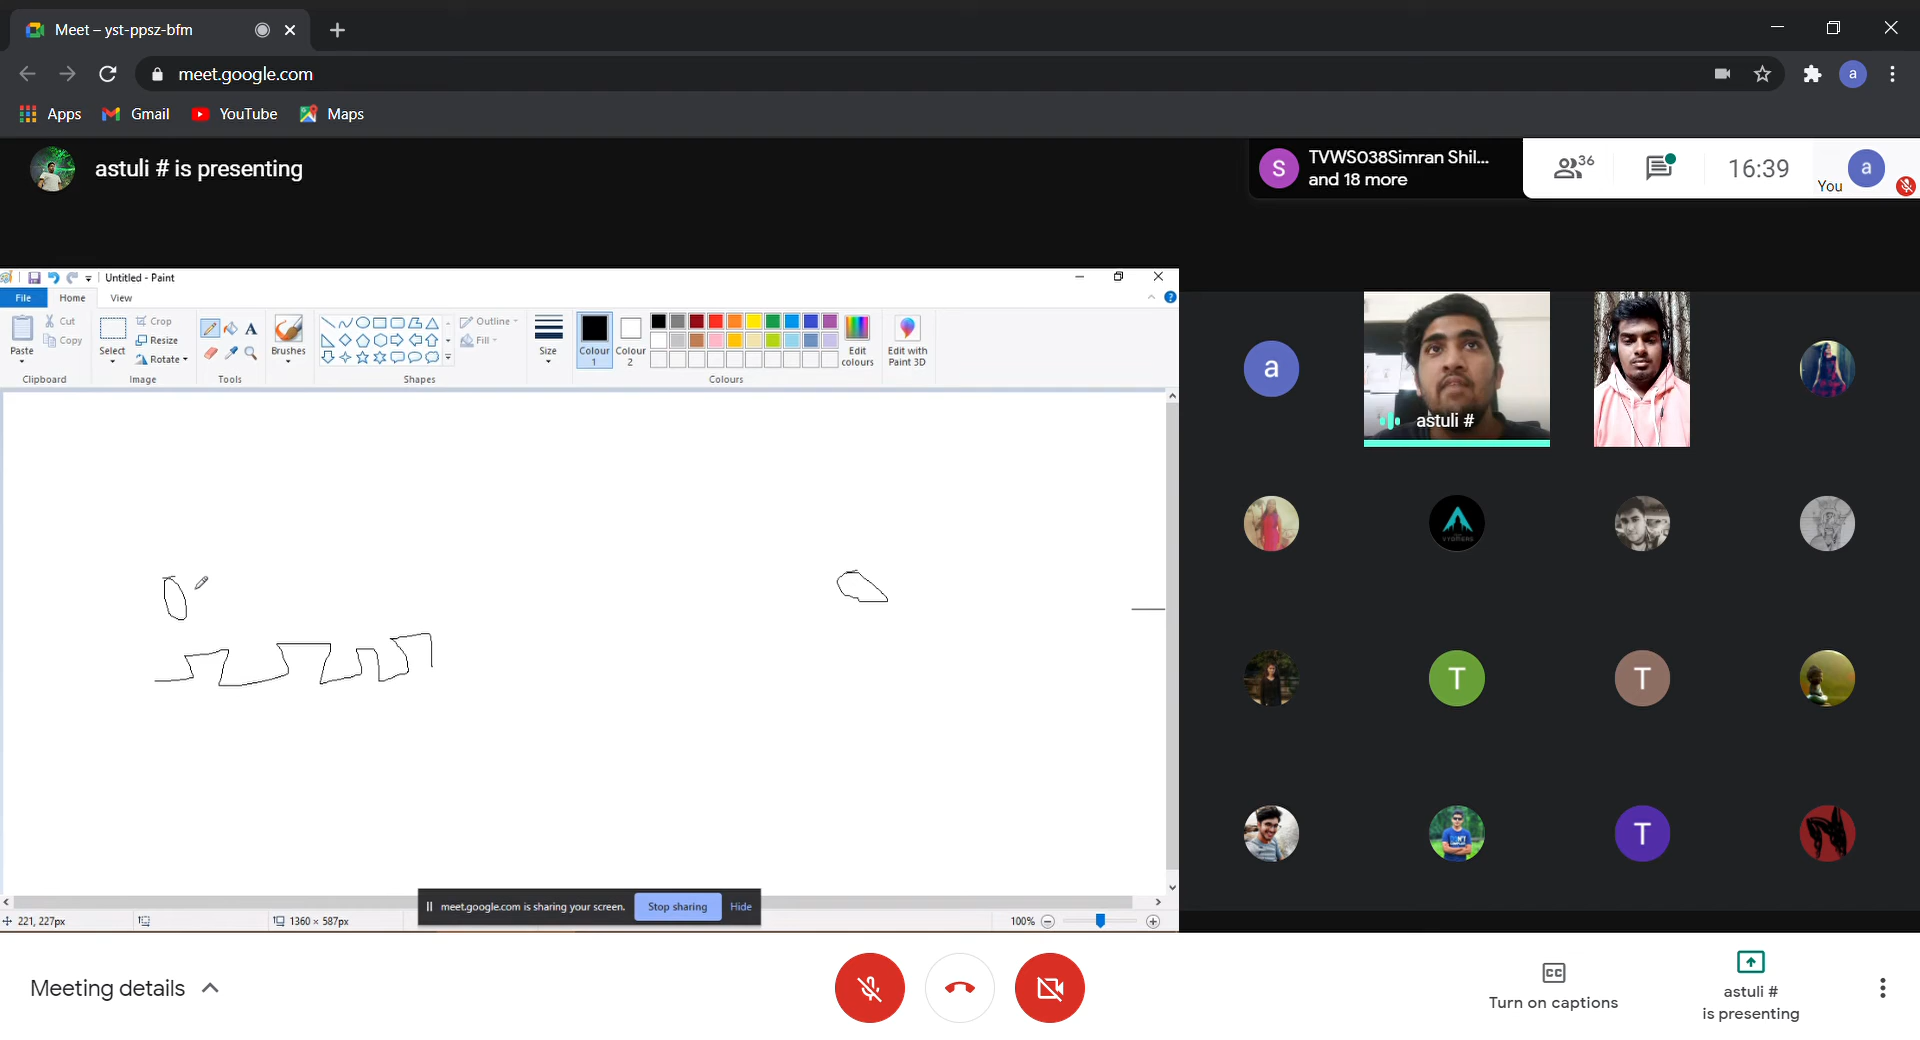 Meet – yst-ppsz-bfm
meet.google.com
a
Apps
Gmail
YouTube
Maps
astuli # is presenting
S
TVWS038Simran Shil...
and 18 more
36
16:39
You
a
Untitled - Paint
File
Home
View
Paste
Cut
Copy
Clipboard
Select
Crop
Resize
Rotate
Image
A
Tools
Brushes
Shapes
Outline
Fill
Size
Colour
1
Colour
2
Edit
colours
Colours
Edit with
Paint 3D
a
astuli #
VYOMERS
T
T
T
meet.google.com is sharing your screen.
Stop sharing
Hide
221, 227px
1360 × 587px
100%
Meeting details
CC
Turn on captions
astuli #
is presenting